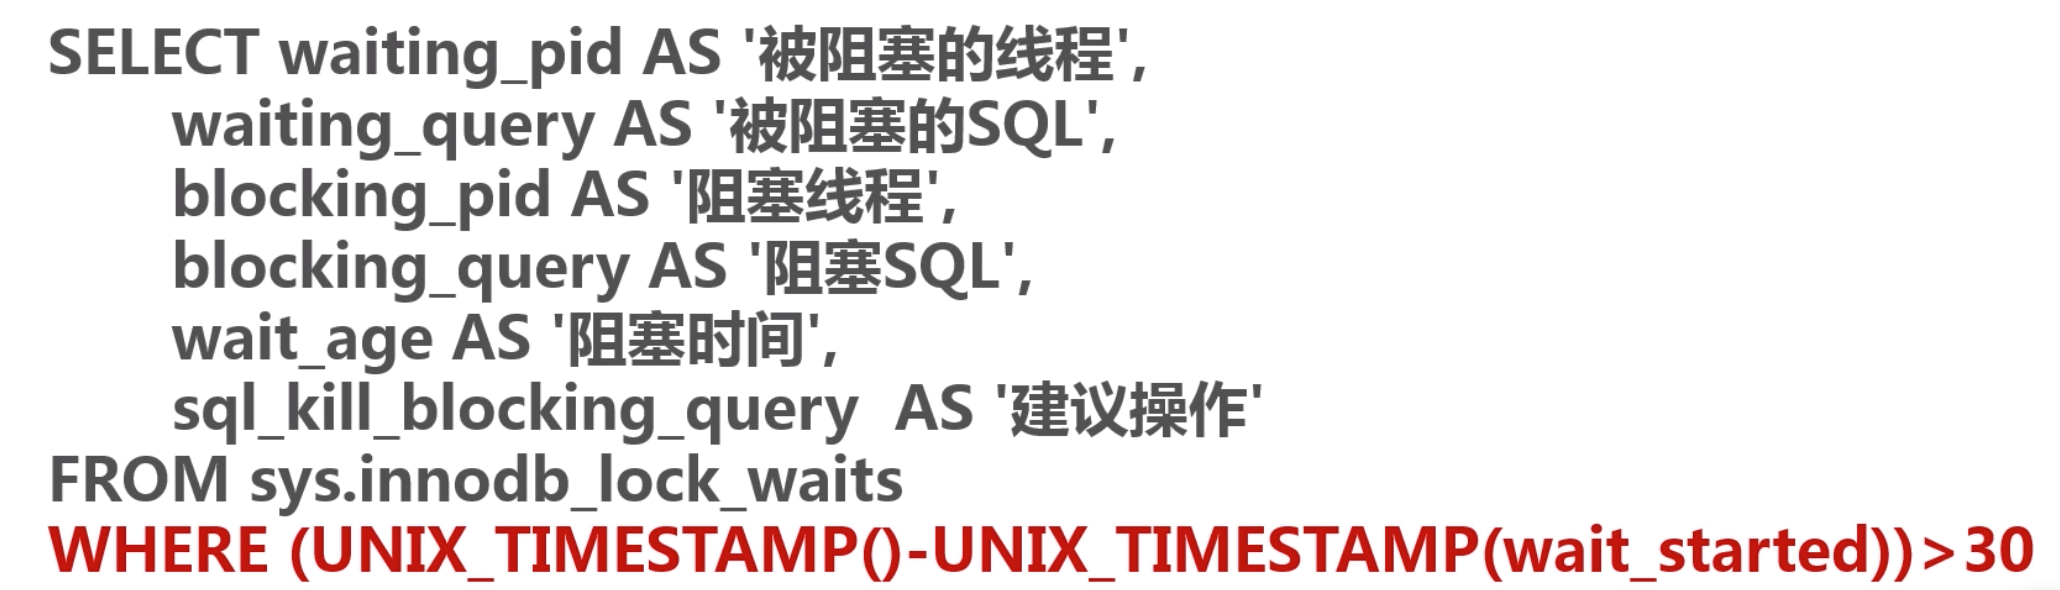 SELECT waiting_pid AS '被阻塞的线程',
waiting_query AS '被阻塞的SQL',
blocking_pid AS '阻塞线程',
blocking_query AS '阻塞SQL',
wait_age AS '阻塞时间',
sql_kill_blocking_query  AS '建议操作'
FROM sys.innodb_lock_waits
WHERE (UNIX_TIMESTAMP()-UNIX_TIMESTAMP(wait_started))>30